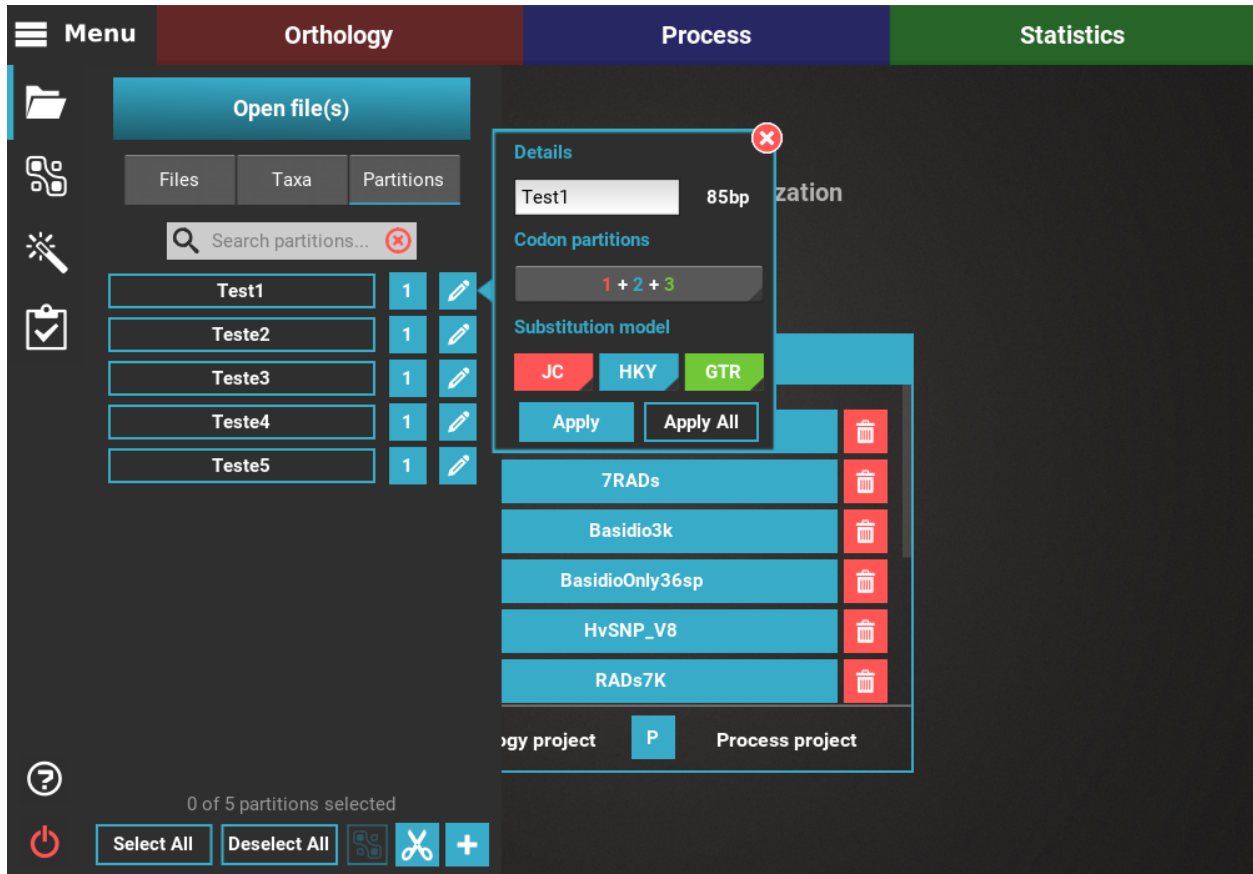 Menu
Orthology
Process
Statistics
Open file(s)
Files
Taxa
Partitions
Search partitions...
Test1
1
Teste2
1
Teste3
1
Teste4
1
Teste5
1
Details
Test1
85bp
Codon partitions
1 + 2 + 3
Substitution model
JC
HKY
GTR
Apply
Apply All
zation
7RADs
Basidio3k
BasidioOnly36sp
HvSNP_V8
RADs7K
gy project
P
Process project
0 of 5 partitions selected
Select All
Deselect All